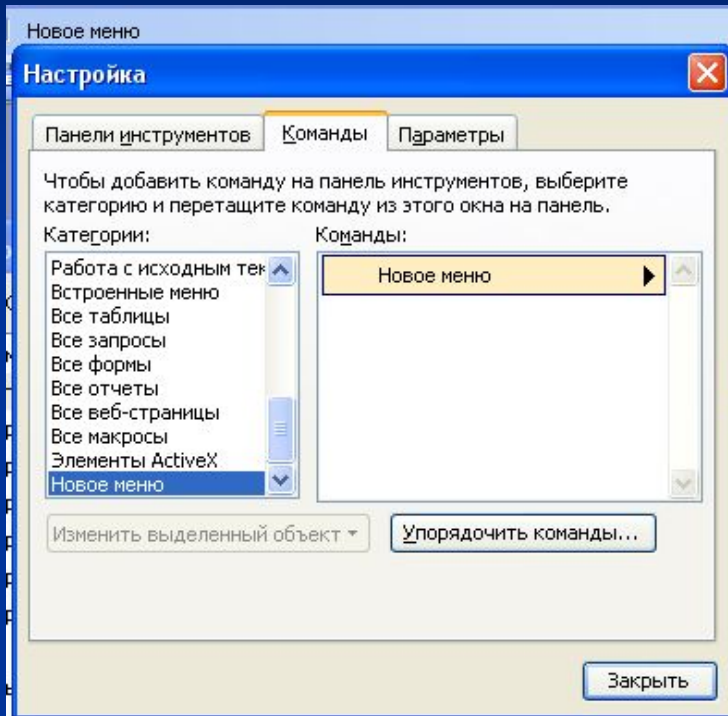 Новое меню
Настройка
Панели инструментов
Команды
Параметры
Чтобы добавить команду на панель инструментов, выберите
категорию и перетащите команду из этого окна на панель.
Категории:
Команды:
Работа с исходным тек
Встроенные меню
Все таблицы
Все запросы
Все формы
Все отчеты
Все веб-страницы
Все макросы
Элементы ActiveX
Новое меню
Новое меню
Изменить выделенный объект
Упорядочить команды...
Закрыть